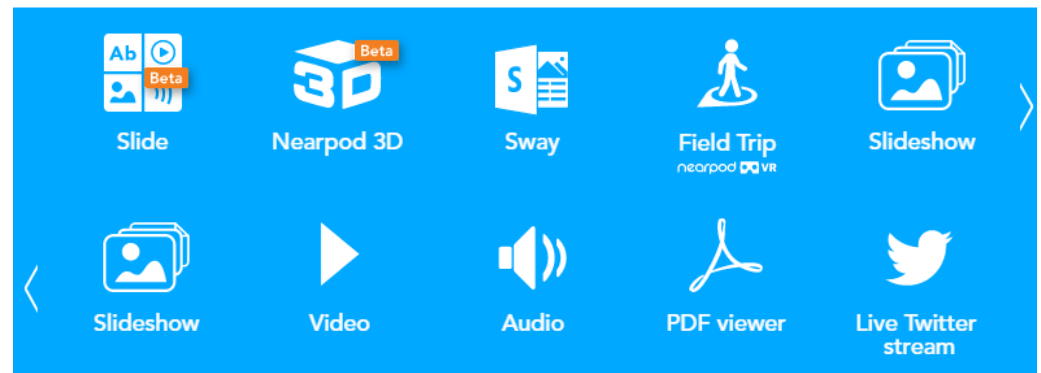 Ab
Beta
Beta
3D
S
Slide
Nearpod 3D
Sway
Field Trip
Slideshow
nearpod VR
Slideshow
Video
Audio
PDF viewer
Live Twitter
stream